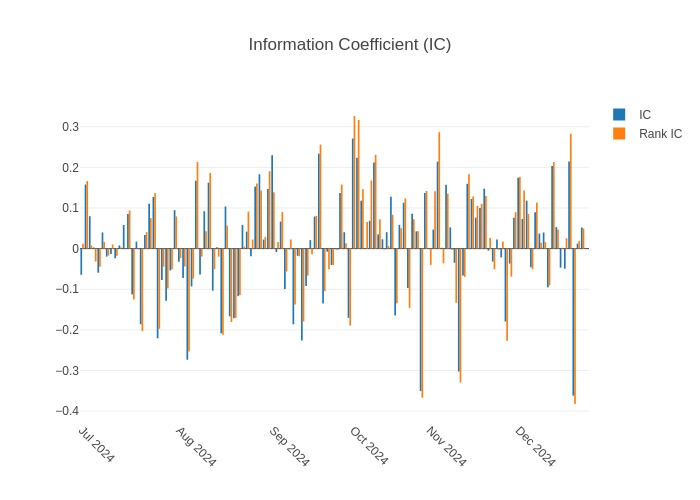 Information Coefficient (IC)
IC
Rank IC
0.3
0.2
0.1
0
−0.1
−0.2
−0.3
−0.4
Jul 2024
Aug 2024
Sep 2024
Oct 2024
Nov 2024
Dec 2024